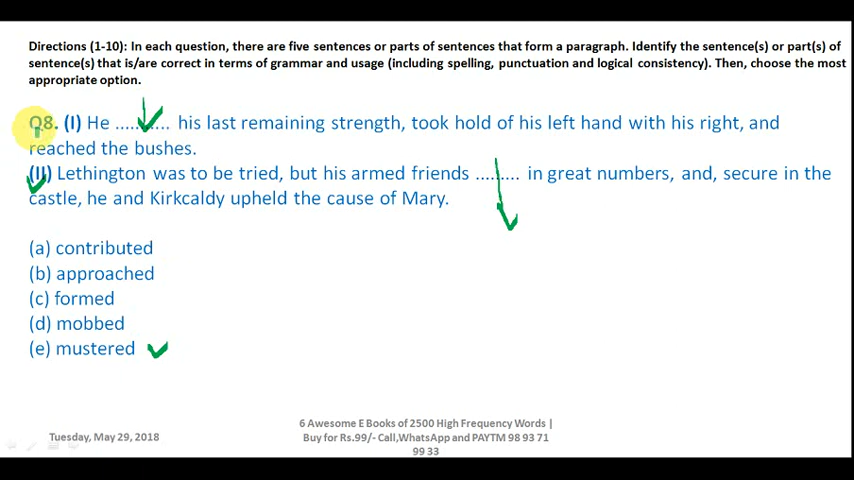 Directions (1-10): In each question, there are five sentences or parts of sentences that form a paragraph. Identify the sentence(s) or part(s) of
sentence(s) that is/are correct in terms of grammar and usage (including spelling, punctuation and logical consistency). Then, choose the most
appropriate option.
Q8. (I) He ........... his last remaining strength, took hold of his left hand with his right, and
reached the bushes.
(II) Lethington was to be tried, but his armed friends ......... in great numbers, and, secure in the
castle, he and Kirkcaldy upheld the cause of Mary.
(a) contributed
(b) approached
(c) formed
(d) mobbed
(e) mustered
Tuesday, May 29, 2018
6 Awesome E Books of 2500 High Frequency Words |
Buy for Rs.99/- Call,WhatsApp and PAYTM 98 93 71
99 33